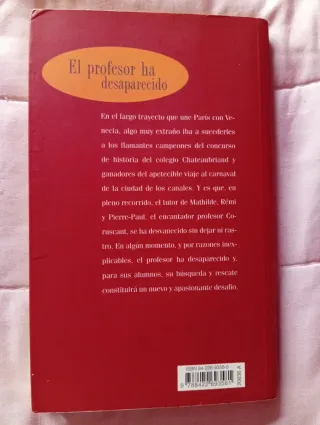 El profesor ha
desaparecido
En el largo trayecto que une París con Ve-
necia, algo muy extraño iba a sucederles
a los flamantes campeones del concurso
de historia del colegio Chateaubriand y
ganadores del apetecible viaje al carnaval
de la ciudad de los canales. Y es que, en
pleno recorrido, el tutor de Mathilde, Rémi
y Pierre-Paul, el encantador profesor Co-
ruscant, se ha desvanecido sin dejar ni ras-
tro. En algún momento, y por razones inex-
plicables, el profesor ha desaparecido y,
para sus alumnos, su búsqueda y rescate
constituirá un nuevo y apasionante desafío.